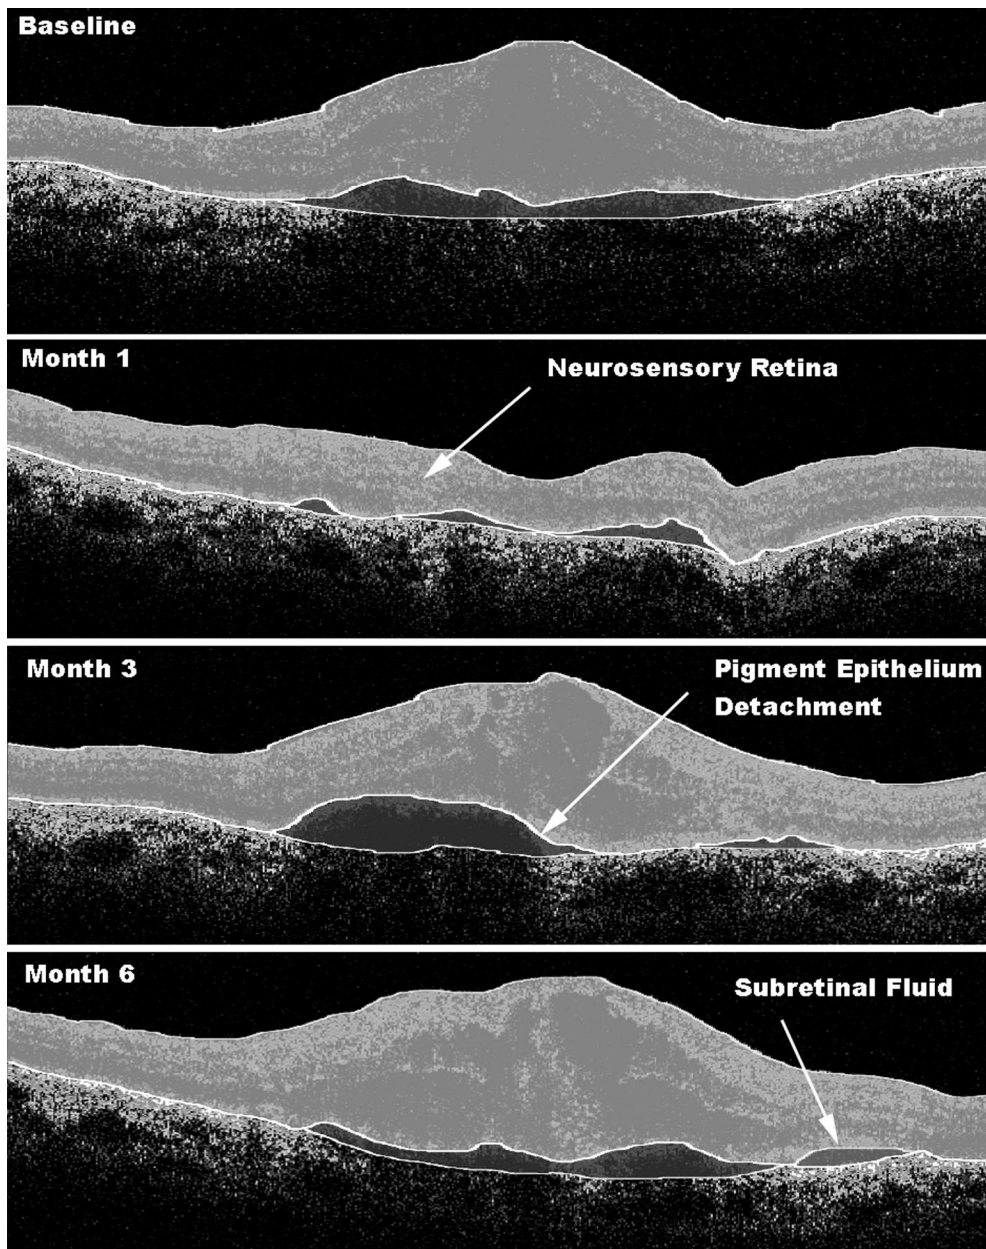 Baseline
Month 1
Neurosensory Retina
Month 3
Pigment Epithelium
Detachment
Month 6
Subretinal Fluid